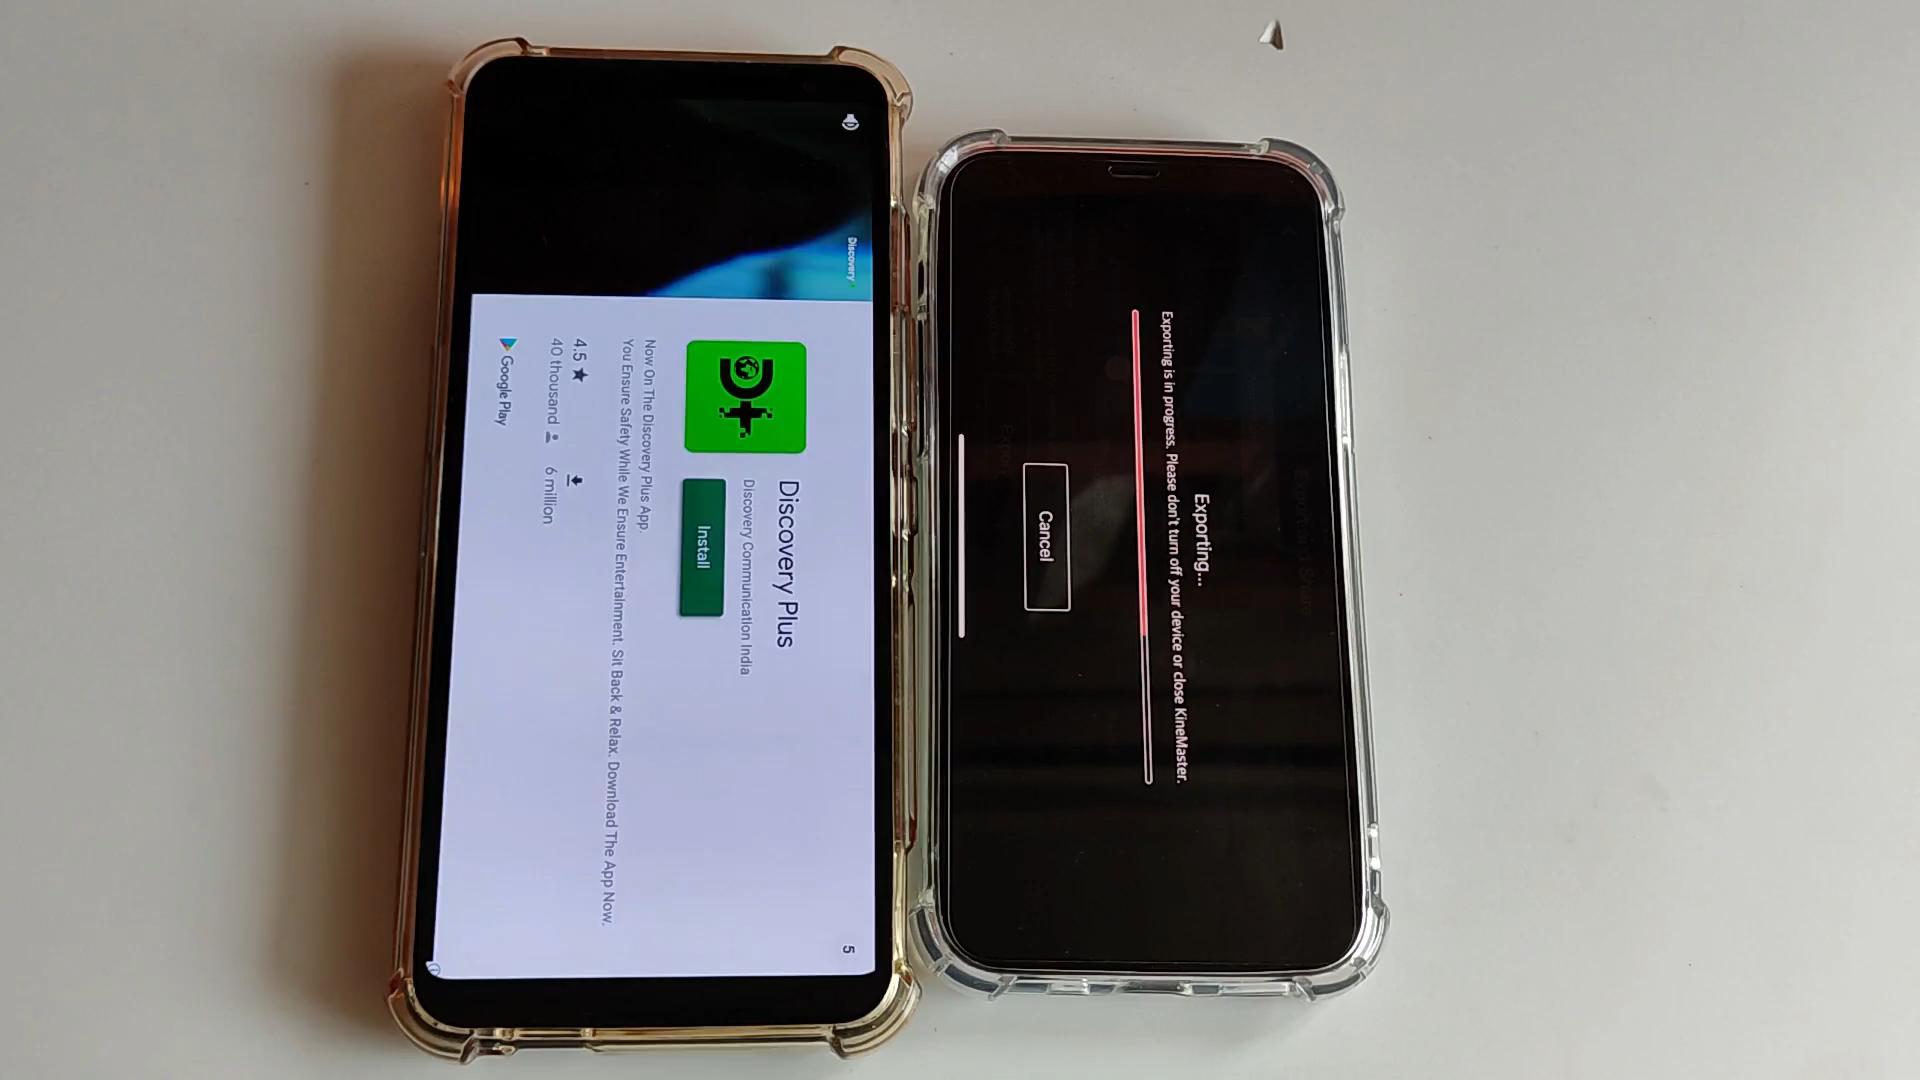 Discovery
5
Discovery Plus
Discovery Communication India
Install
Now On The Discovery Plus App.
You Ensure Safety While We Ensure Entertainment. Sit Back & Relax. Download The App Now.
4.5 ★
40 thousand
6 million
Google Play
Exporting...
Exporting is in progress. Please don't turn off your device or close KineMaster.
Cancel